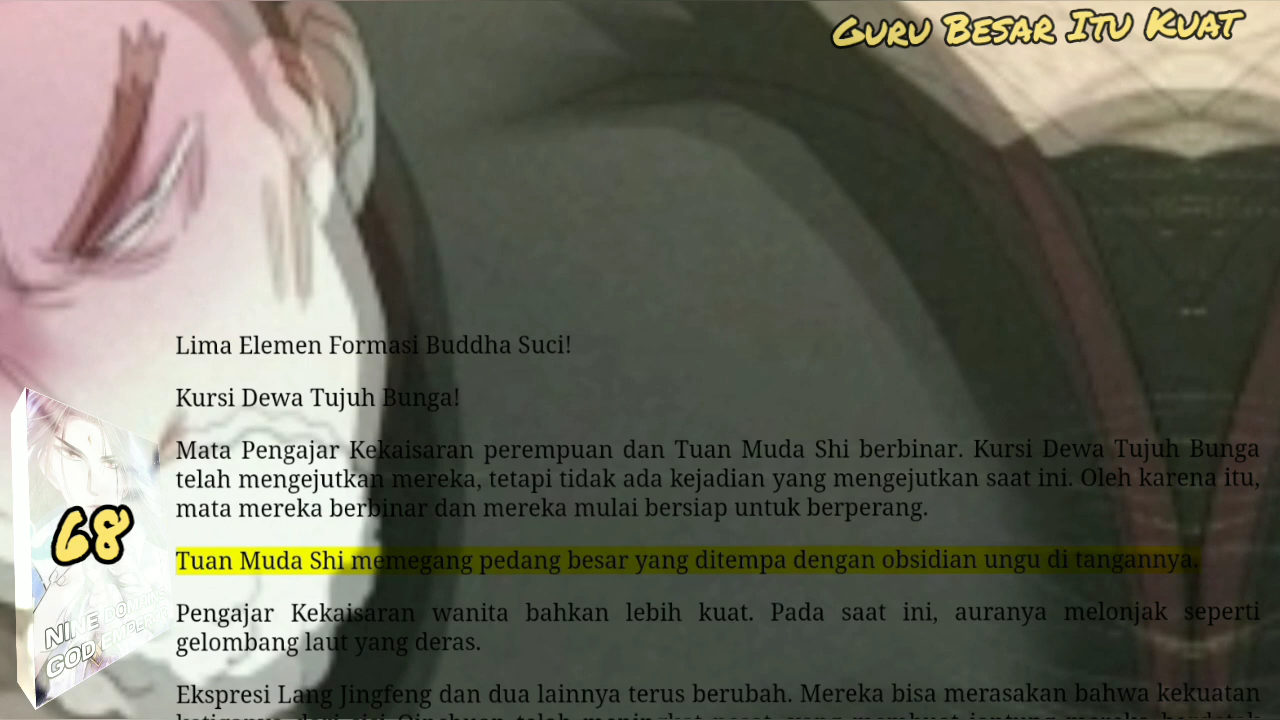 Guru Besar Itu Kuat
Lima Elemen Formasi Buddha Suci!
Kursi Dewa Tujuh Bunga!
Mata Pengajar Kekaisaran perempuan dan Tuan Muda Shi berbinar. Kursi Dewa Tujuh Bunga
telah mengejutkan mereka, tetapi tidak ada kejadian yang mengejutkan saat ini. Oleh karena itu,
mata mereka berbinar dan mereka mulai bersiap untuk berperang.
68
Tuan Muda Shi memegang pedang besar yang ditempa dengan obsidian ungu di tangannya.
Pengajar Kekaisaran wanita bahkan lebih kuat. Pada saat ini, auranya melonjak seperti
gelombang laut yang deras.
NINE
GOD EMPEROR
Ekspresi Lang Jingfeng dan dua lainnya terus berubah. Mereka bisa merasakan bahwa kekuatan